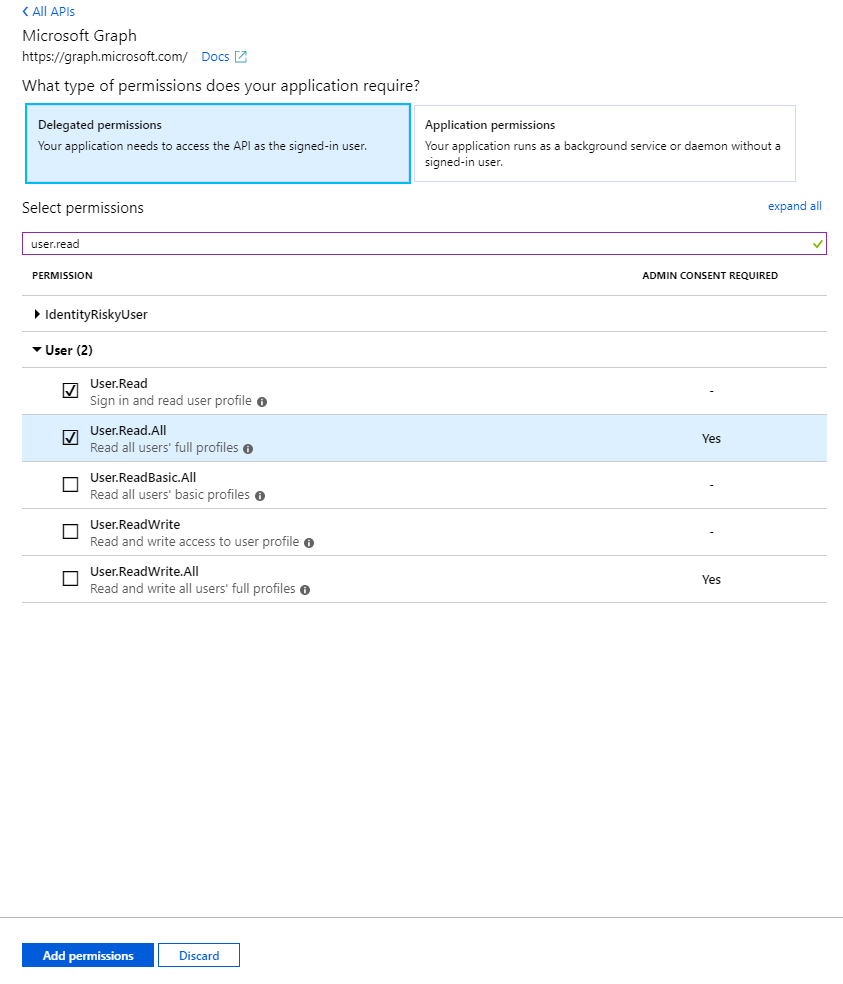 All APIs
Microsoft Graph
https://graph.microsoft.com/ Docs
What type of permissions does your application require?
Delegated permissions
Your application needs to access the API as the signed-in user.
Application permissions
Your application runs as a background service or daemon without a
signed-in user.
Select permissions
expand all
user.read
PERMISSION ADMIN CONSENT REQUIRED
IdentityRiskyUser
User (2)
User.Read
Sign in and read user profile
-
User.Read.All
Read all users' full profiles
Yes
User.ReadBasic.All
Read all users' basic profiles
-
User.ReadWrite
Read and write access to user profile
-
User.ReadWrite.All
Read and write all users' full profiles
Yes
Add permissions Discard